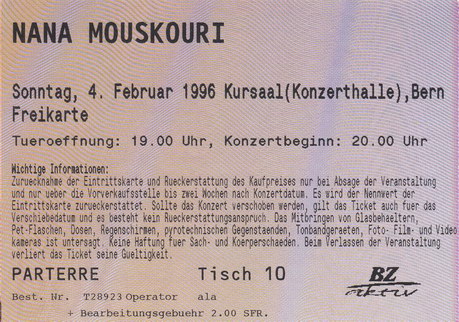 NANA MOUSKOURI
Sonntag, 4. Februar 1996 Kursaal(Konzerthalle),Bern
Freikarte
Tueroeffnung: 19.00 Uhr, Konzertbeginn: 20.00 Uhr
Wichtige Informationen:
Zuruecknahme der Eintrittskarte und Rueckerstattung des Kaufpreises nur bei Absage der Veranstaltung
und nur ueber die Vorverkaufsstelle bis zwei Wochen nach Konzertdatum. Es wird der Nennwert der
Eintrittskarte zurueckerstattet. Sollte das Konzert verschoben werden, gilt das Ticket auch fuer das
Verschiebedatum und es besteht kein Rueckerstattungsanspruch. Das Mitbringen von Glasbehaeltern,
Pet-Flaschen, Dosen, Regenschirmen, pyrotechnischen Gegenstaenden, Tonbandgeraeten, Foto- Film- und Video
kameras ist untersagt. Keine Haftung fuer Sach- und Koerperschaeden. Beim Verlassen der Veranstaltung
verliert das Ticket seine Gueltigkeit.
PARTERRE Tisch 10 BZ
aktiv
Best. Nr. T28923 Operator ala
+ Bearbeitungsgebuehr 2.00 SFR.